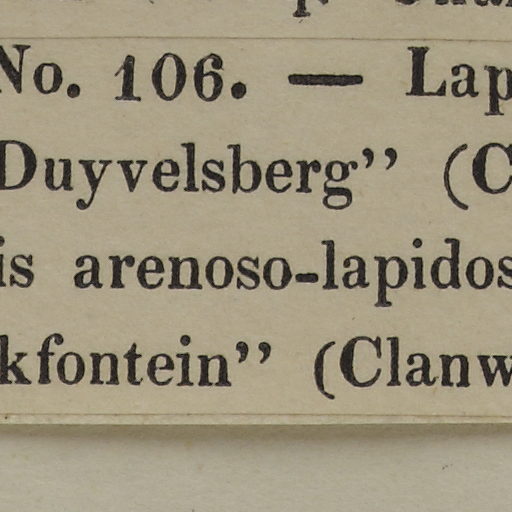 No. 106. — Lap
Duyvelsberg” (C
is arenoso-lapidos
kfontein” (Clanw